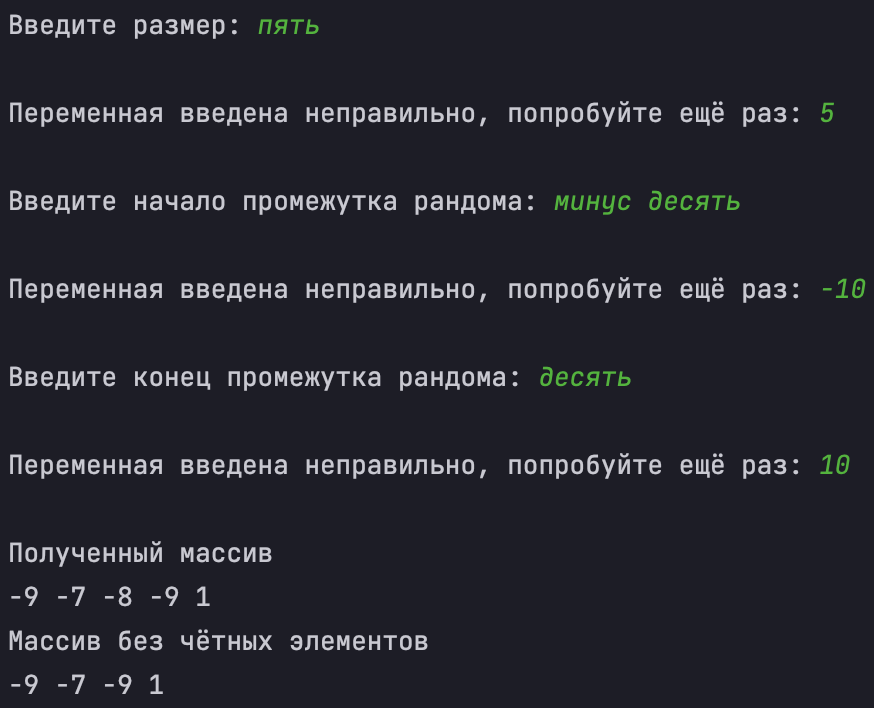 Введите размер: пять
Переменная введена неправильно, попробуйте ещё раз: 5
Введите начало промежутка рандома: минус десять
Переменная введена неправильно, попробуйте ещё раз: -10
Введите конец промежутка рандома: десять
Переменная введена неправильно, попробуйте ещё раз: 10
Полученный массив
-9 -7 -8 -9 1
Массив без чётных элементов
-9 -7 -9 1